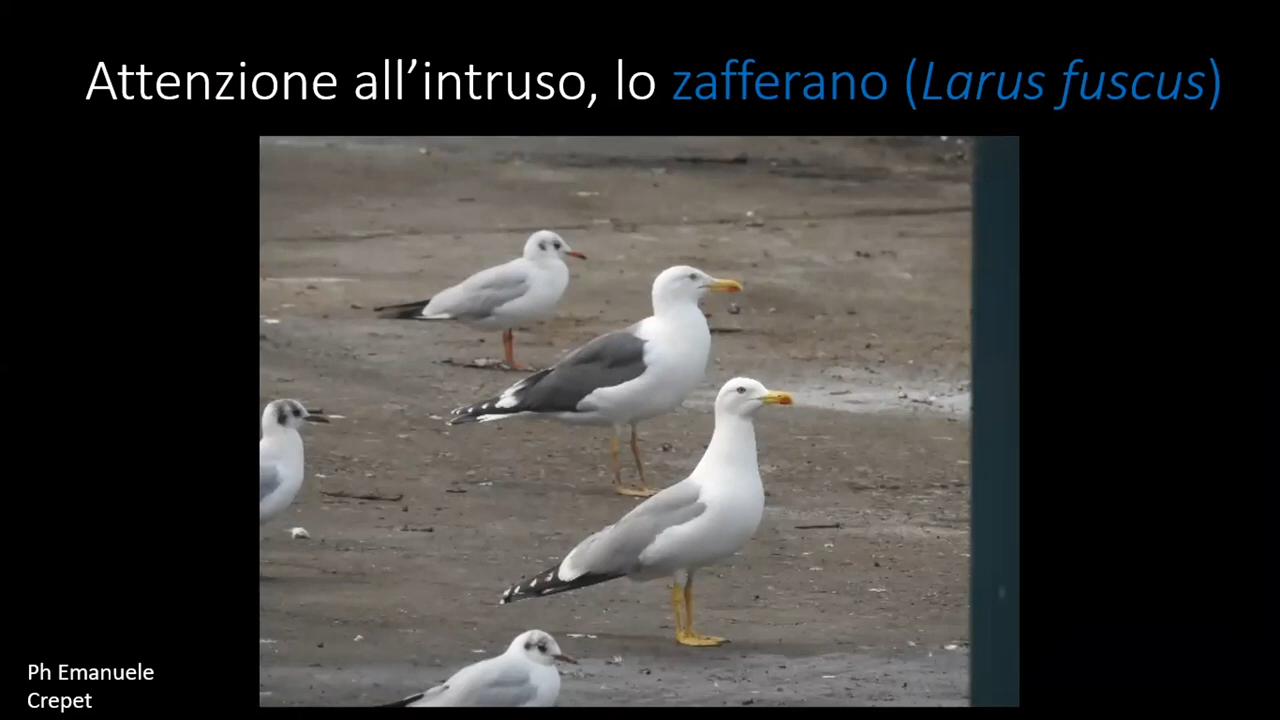 Attenzione all’intruso, lo zafferano (Larus fuscus)
Ph Emanuele
Crepet